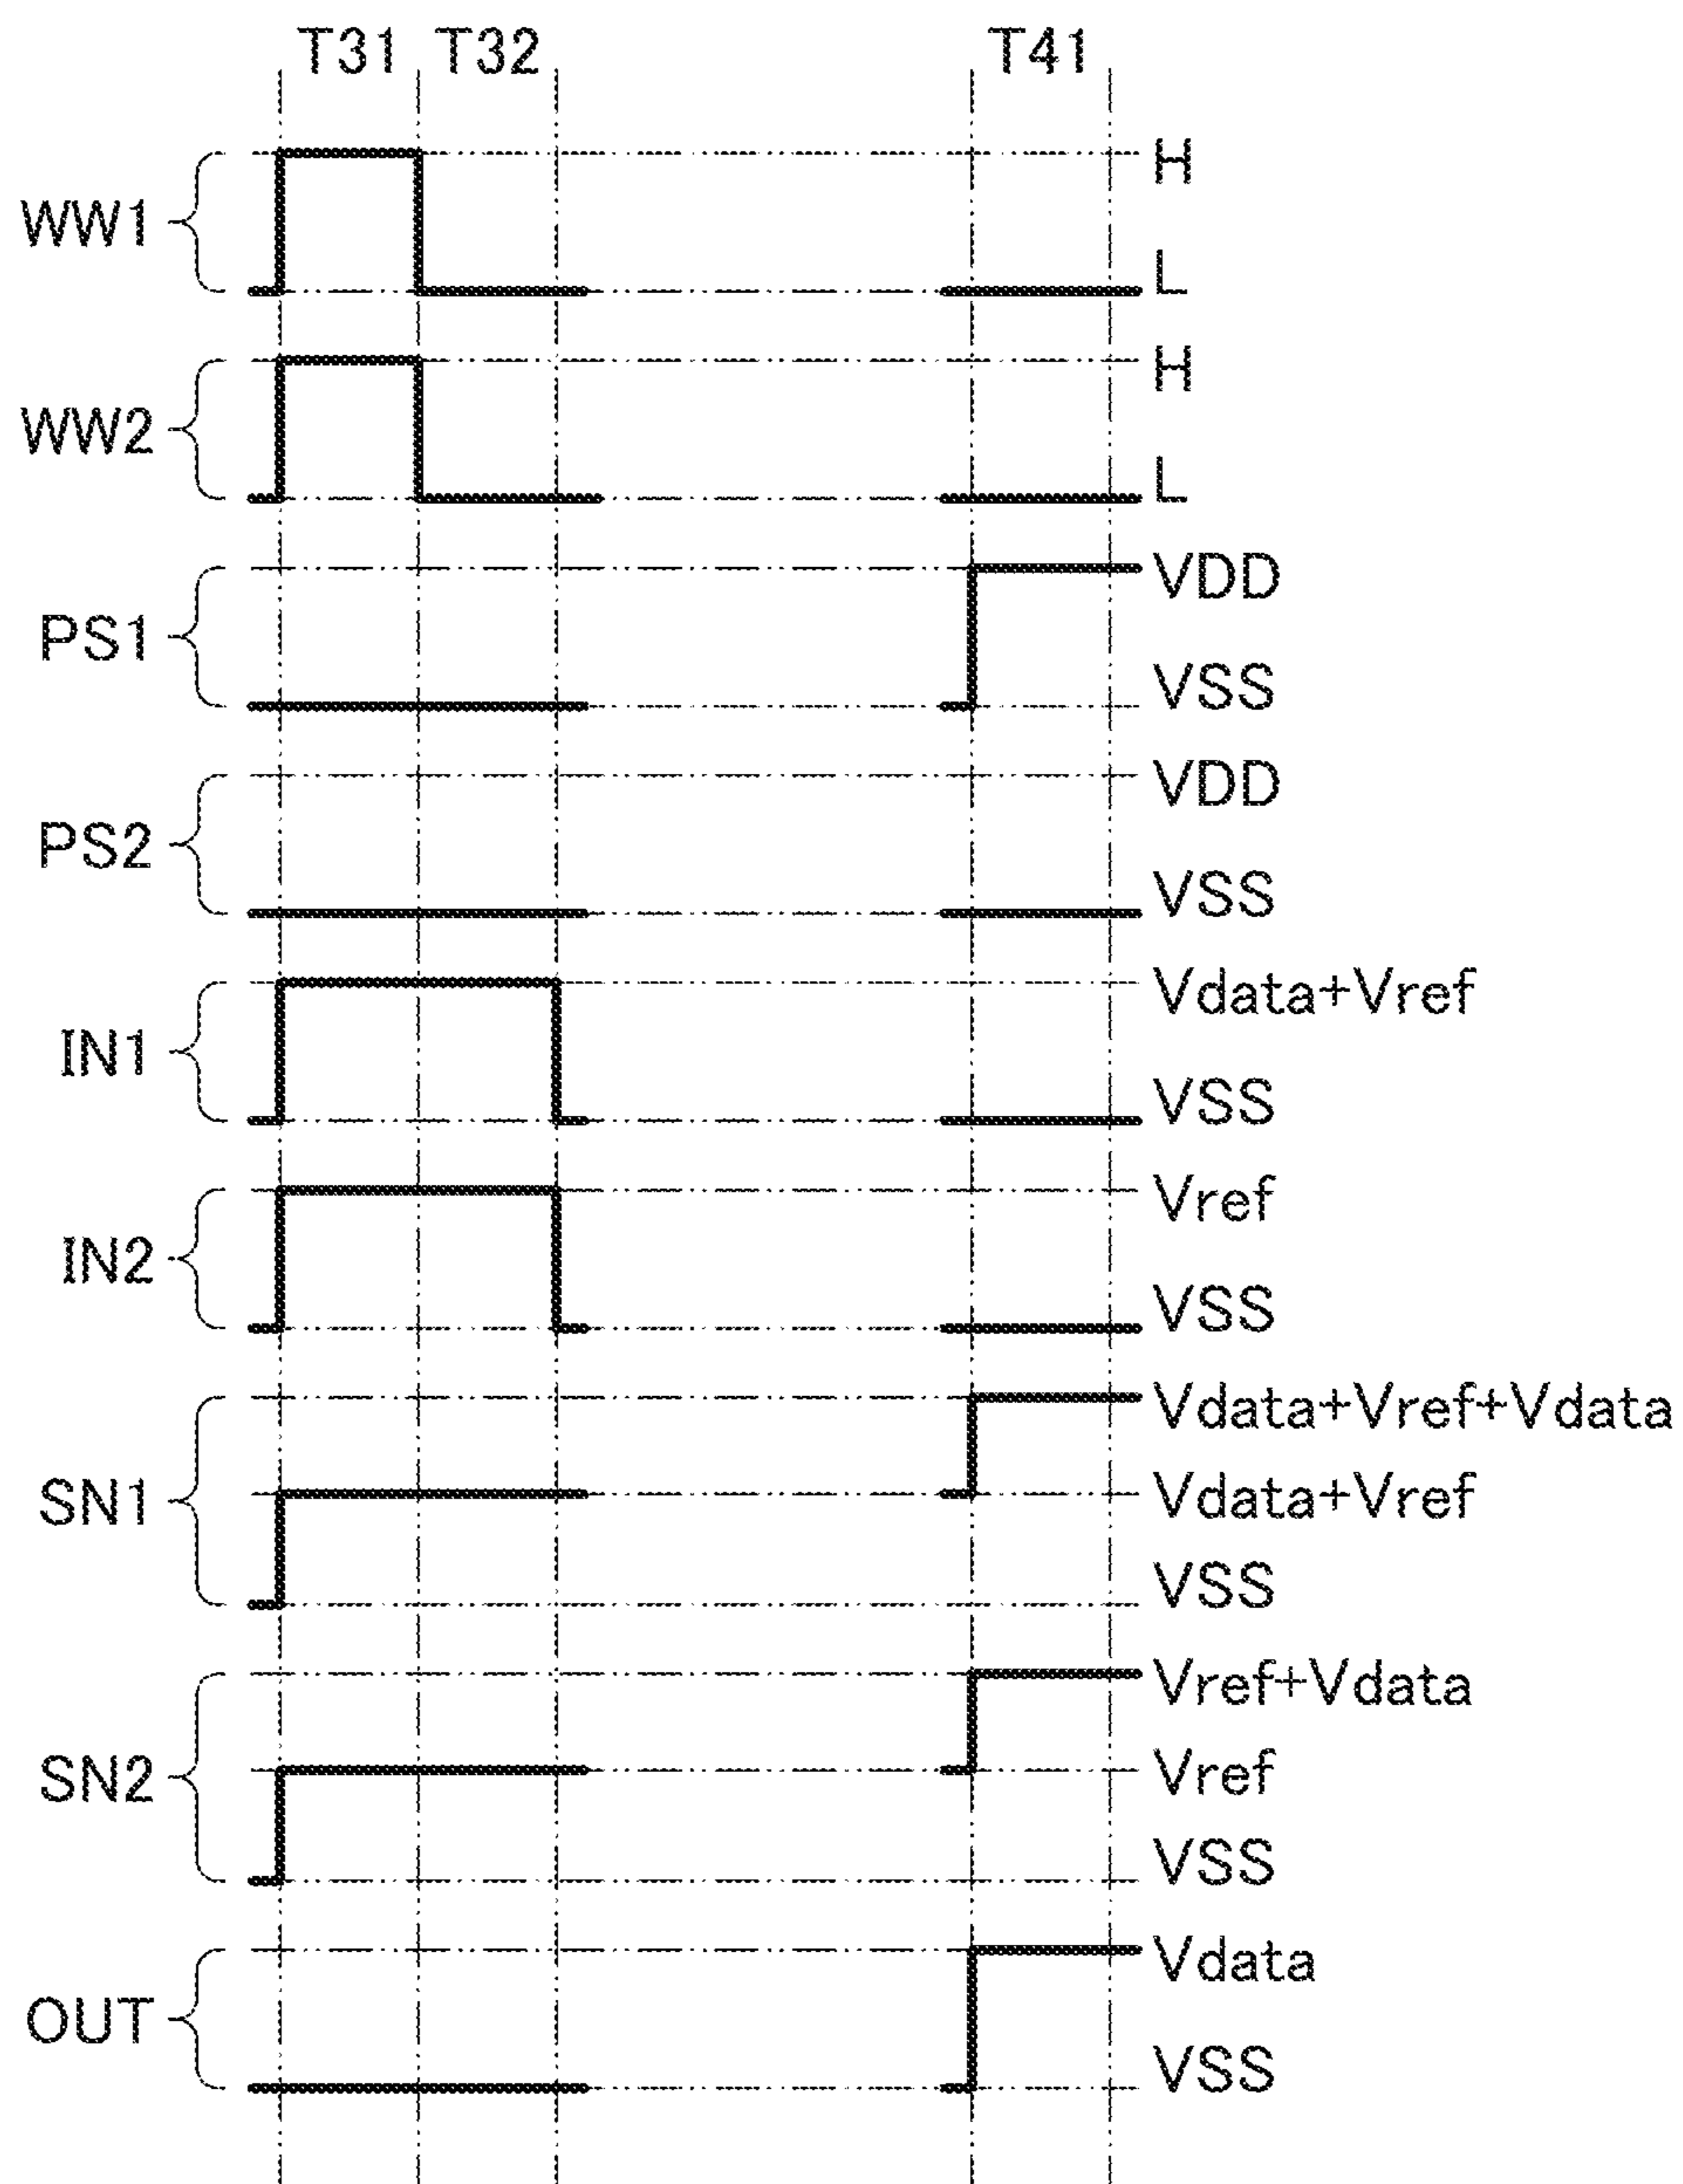 T31 T32 T41
WW1
H
L
WW2
H
L
PS1
VDD
VSS
PS2
VDD
VSS
IN1
Vdata+Vref
VSS
IN2
Vref
VSS
SN1
Vdata+Vref+Vdata
Vdata+Vref
VSS
SN2
Vref+Vdata
Vref
VSS
OUT
Vdata
VSS